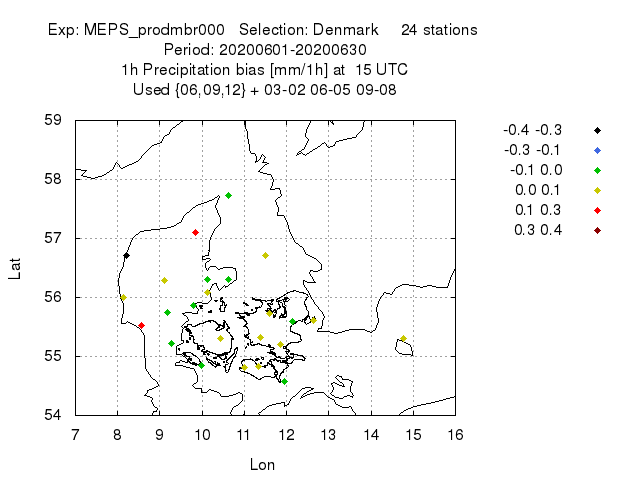 Exp: MEPS_prodmbr000   Selection: Denmark     24 stations
Period: 20200601-20200630
1h Precipitation bias [mm/1h] at  15 UTC
Used {06,09,12} + 03-02 06-05 09-08
-0.4 -0.3
-0.3 -0.1
-0.1 0.0
0.0 0.1
0.1 0.3
0.3 0.4
59
58
57
56
55
54
Lat
7 8 9 10 11 12 13 14 15 16
Lon